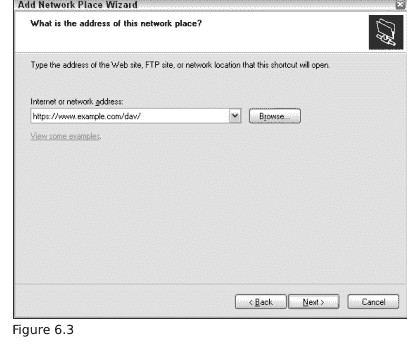 Add Network Place Wizard
What is the address of this network place?
Type the address of the Web site, FTP site, or network location that this shortcut will open.
Internet or network address:
https://www.example.com/dav/
Browse...
View some examples.
< Back
Next >
Cancel
Figure 6.3